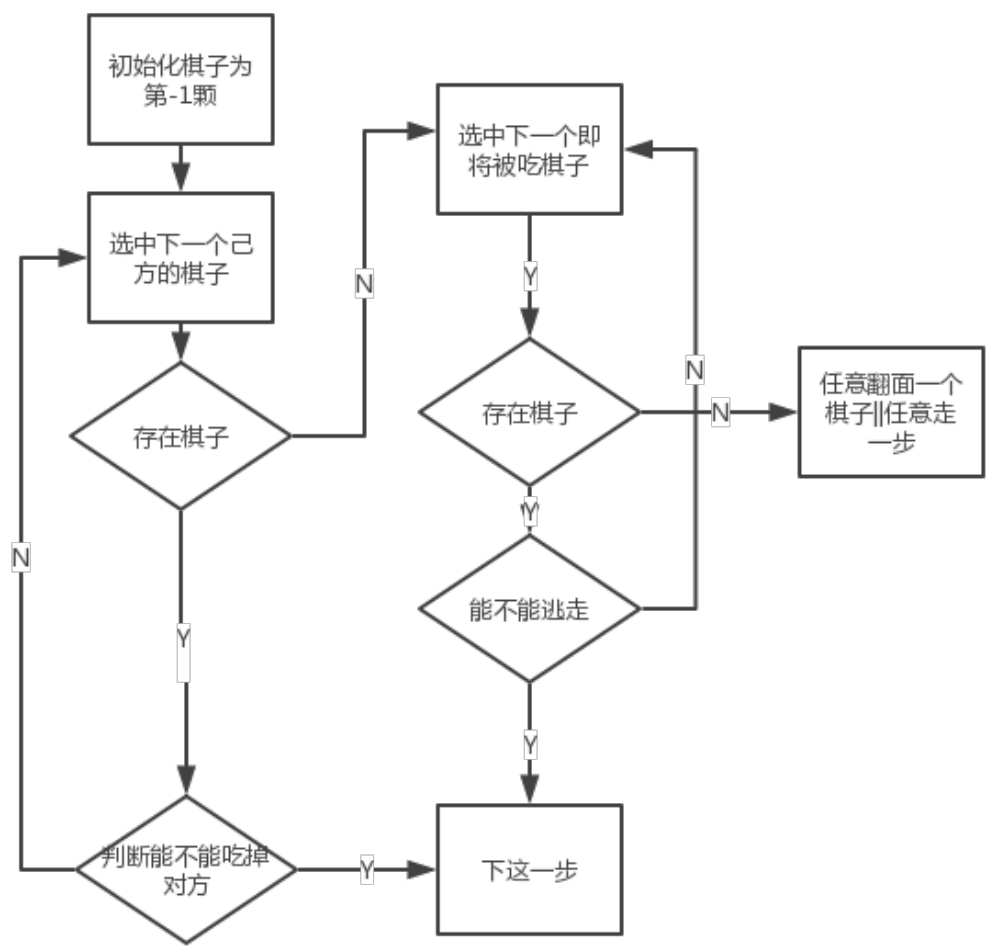 初始化棋子为
第-1颗
选中下一个己
方的棋子
存在棋子
N
N
Y
判断能不能吃掉
对方
Y
选中下一个即
将被吃棋子
Y
存在棋子
N
N
Y
能不能逃走
Y
下这一步
任意翻面一个
棋子||任意走
一步